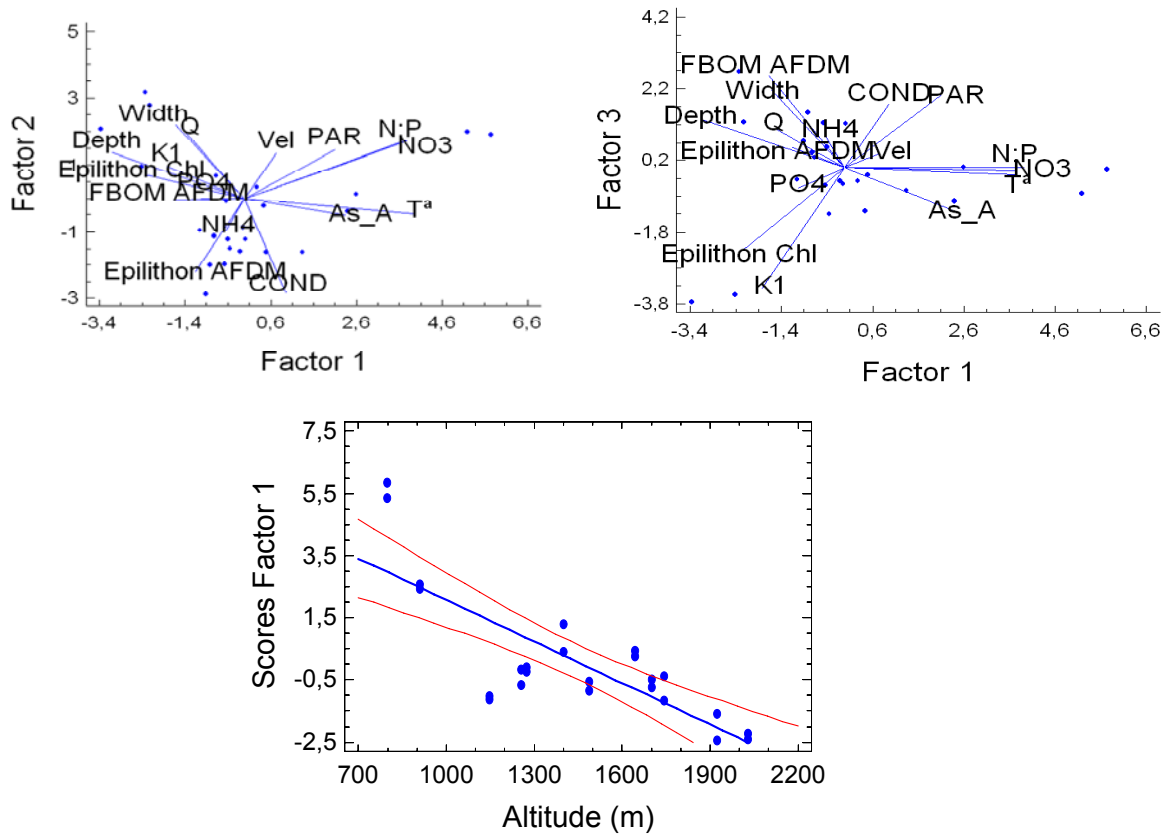 5
3
1
-1
-3
Factor 2
Width
Q
Depth
K1
Epilithon Chl
PO4
FBOM AFDM
NH4
Epilithon AFDM
COND
Vel
PAR
N:P
NO3
As_A
Tª
-3,4
-1,4
0,6
2,6
4,6
6,6
Factor 1
4,2
2,2
0,2
-1,8
-3,8
Factor 3
FBOM AFDM
Width
Depth
Q
NH4
COND
PAR
Epilithon AFDM
Vel
N:P
NO3
PO4
Tª
As_A
Epilithon Chl
K1
-3,4
-1,4
0,6
2,6
4,6
6,6
Factor 1
7,5
5,5
3,5
1,5
-0,5
-2,5
Scores Factor 1
700
1000
1300
1600
1900
2200
Altitude (m)